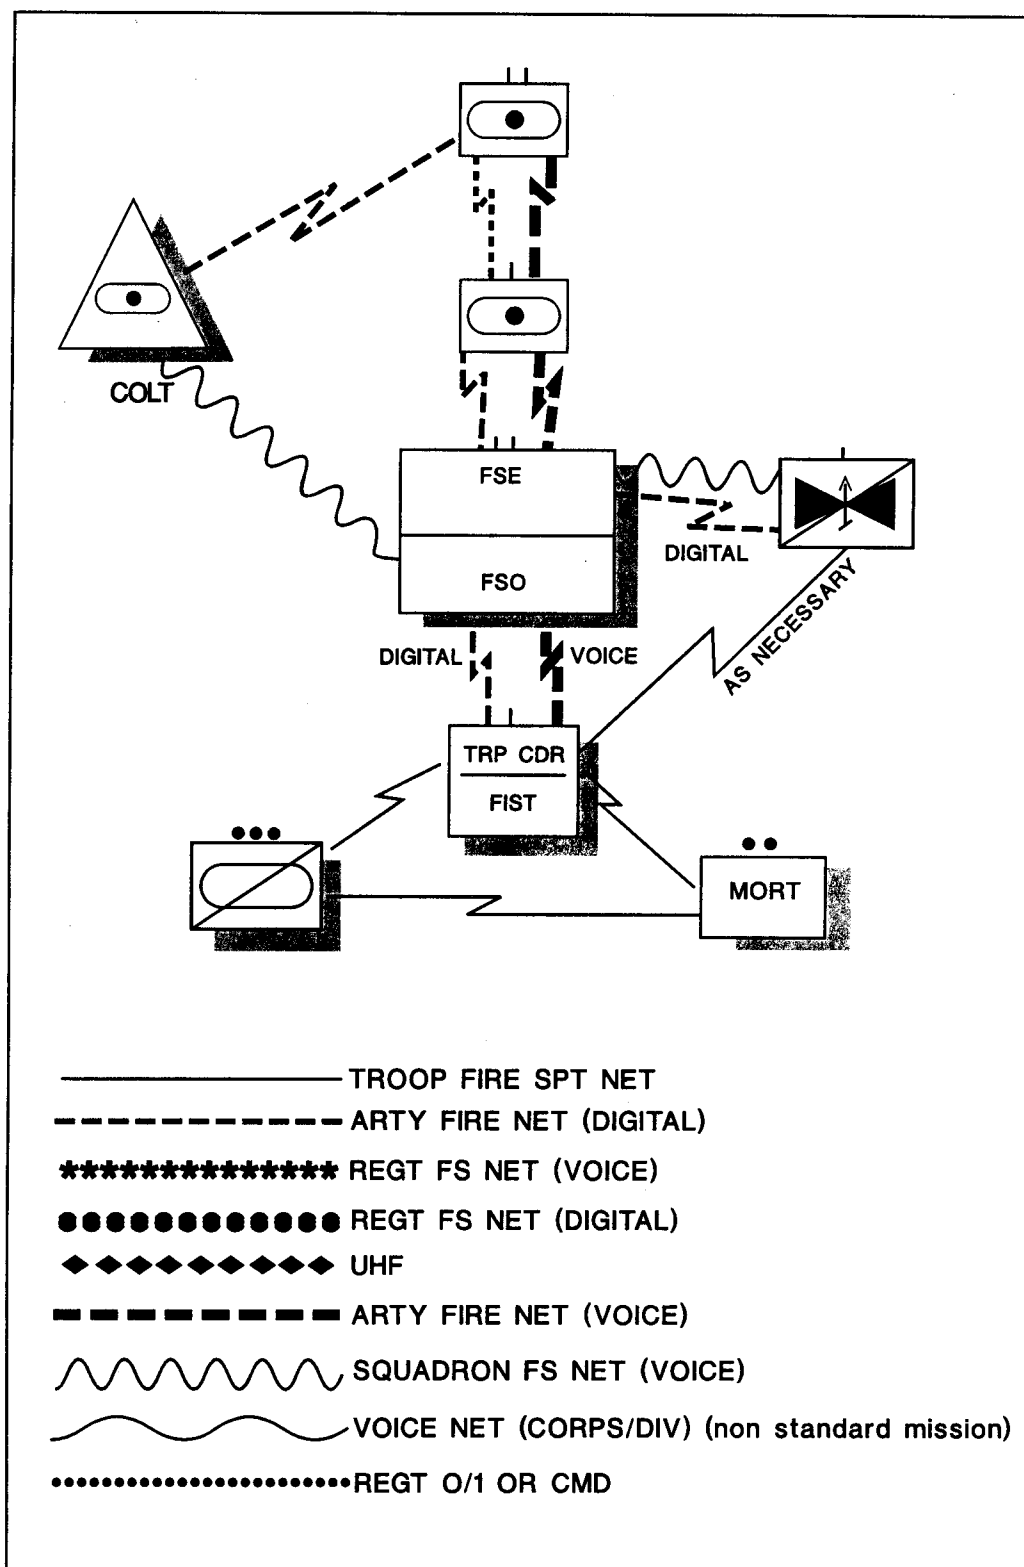 COLT
FSE
FSO
DIGITAL
AS NECESSARY
DIGITAL
VOICE
TRP CDR
FIST
MORT
TROOP FIRE SPT NET
ARTY FIRE NET (DIGITAL)
REGT FS NET (VOICE)
REGT FS NET (DIGITAL)
UHF
ARTY FIRE NET (VOICE)
SQUADRON FS NET (VOICE)
VOICE NET (CORPS/DIV) (non standard mission)
REGT O/1 OR CMD